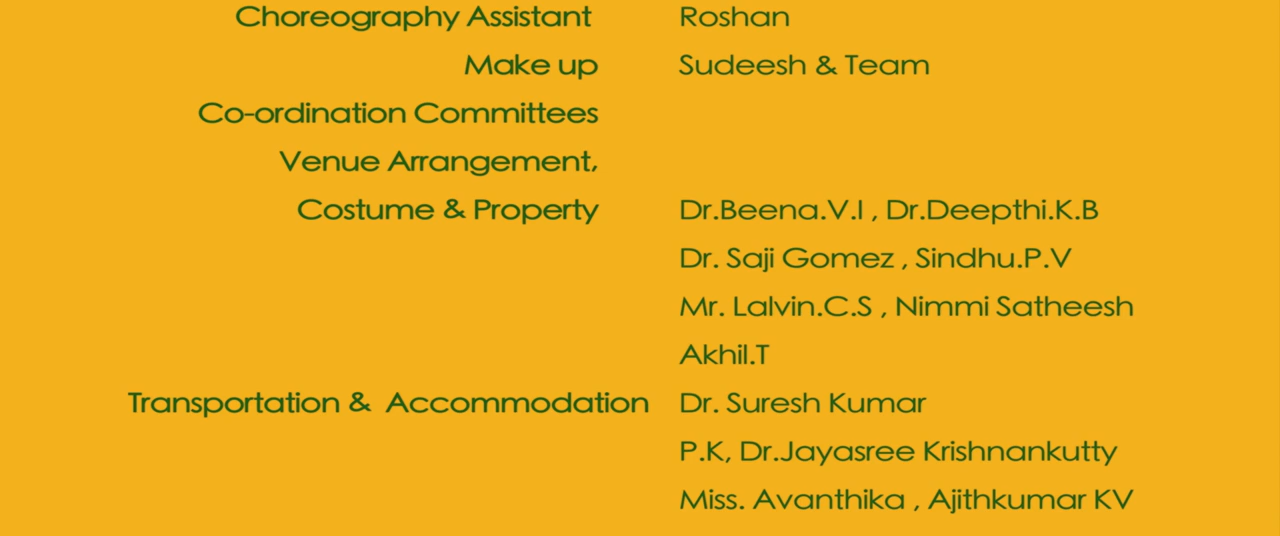 Choreography Assistant Roshan
Make up Sudeesh & Team
Co-ordination Committees
Venue Arrangement,
Costume & Property Dr.Beena.V.I , Dr.Deepthi.K.B
Dr. Saji Gomez , Sindhu.P.V
Mr. Lalvin.C.S , Nimmi Satheesh
Akhil.T
Transportation & Accommodation Dr. Suresh Kumar
P.K, Dr.Jayasree Krishnankutty
Miss. Avanthika , Ajithkumar KV